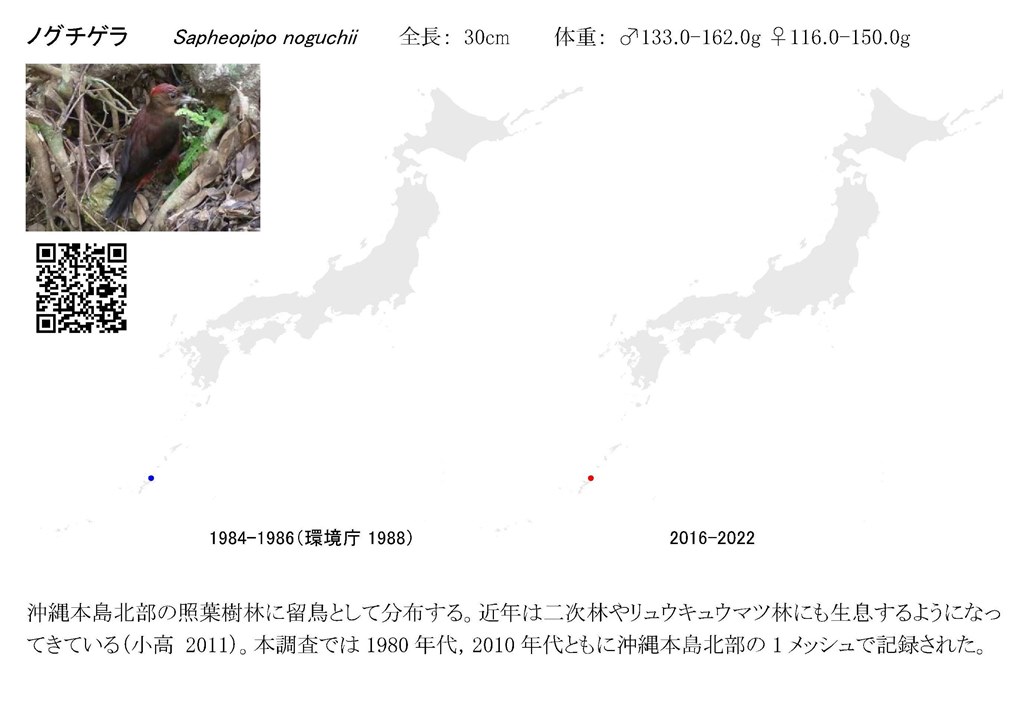 ノグチゲラ Sapheopipo noguchii 全長: 30cm 体重: ♂133.0-162.0g ♀116.0-150.0g
1984-1986(環境庁 1988)
2016-2022
沖縄本島北部の照葉樹林に留鳥として分布する。近年は二次林やリュウキュウマツ林にも生息するようになっ
てきている(小高 2011)。本調査では 1980 年代,2010 年代ともに沖縄本島北部の 1 メッシュで記録された。